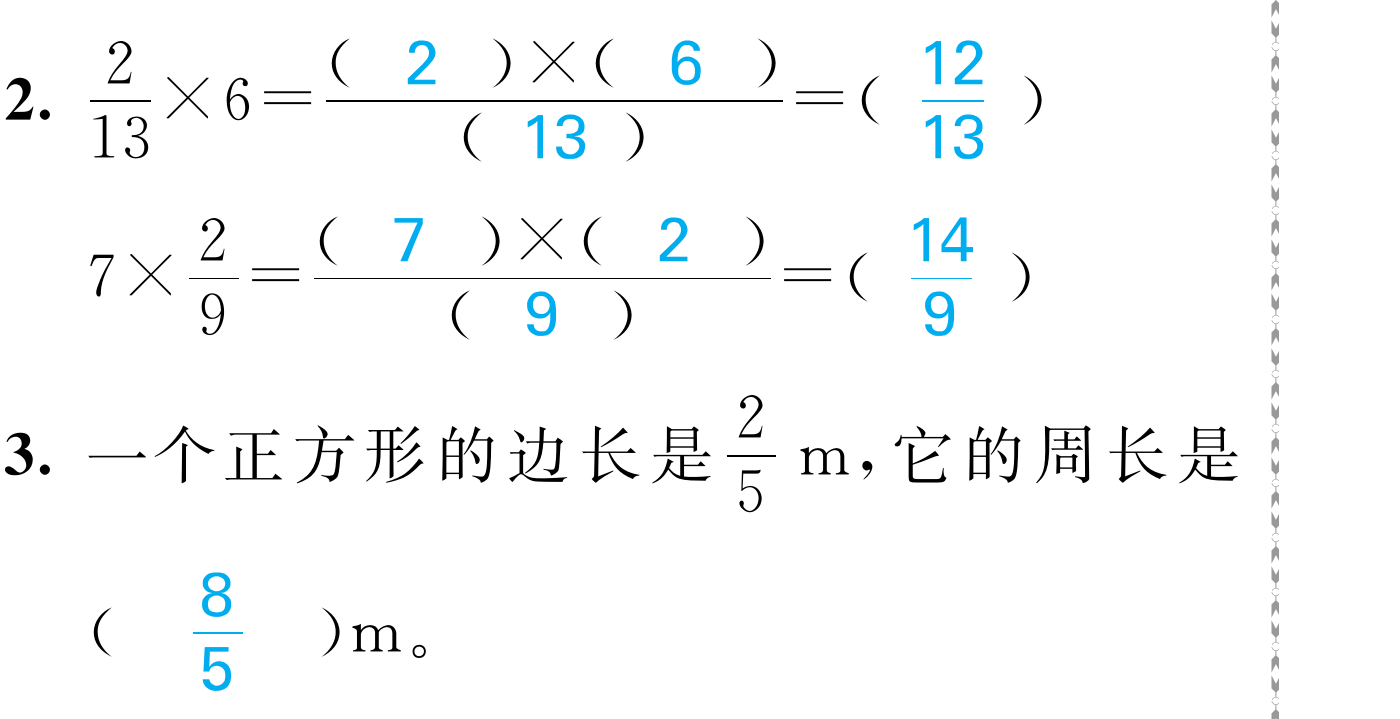 2. 2/13×6=(2)×(6)/(13)=(12/13)
7×2/9=(7)×(2)/(9)=(14/9)
3. 一个正方形的边长是2/5 m,它的周长是
(8/5)m。